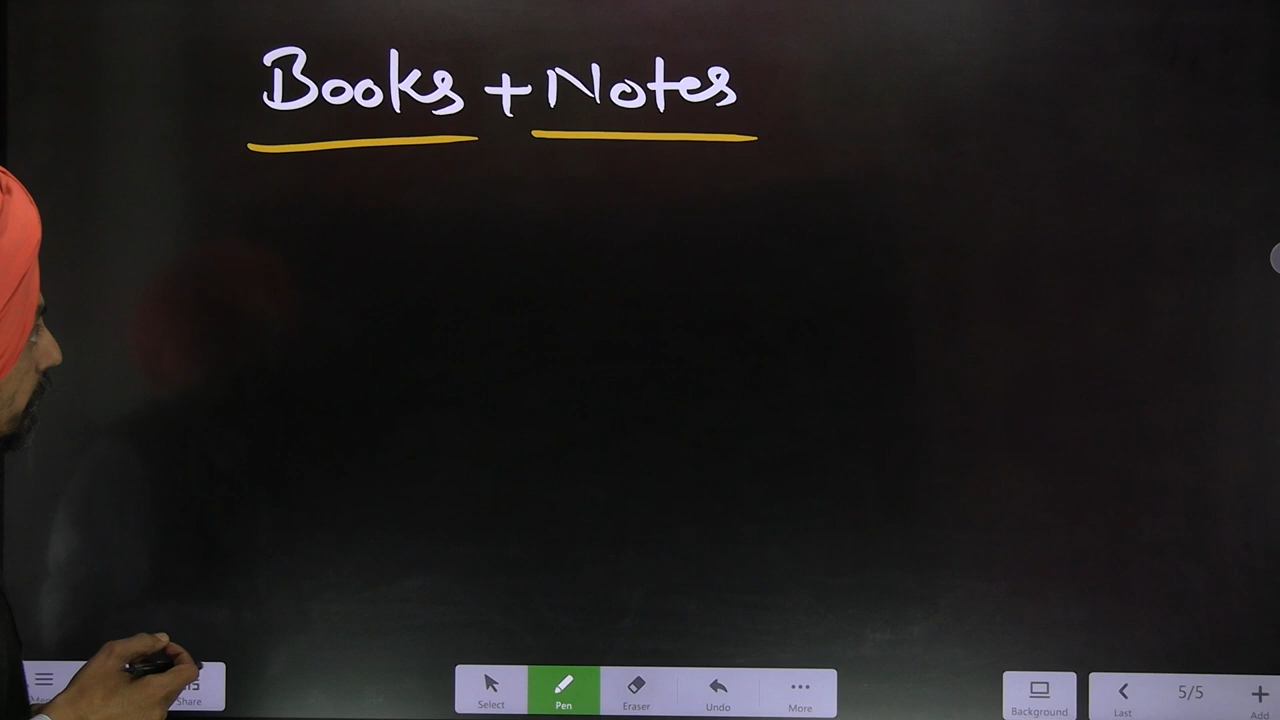 Books + Notes
Share
Select
Pen
Eraser
Undo
More
Background
Last
5/5
Add